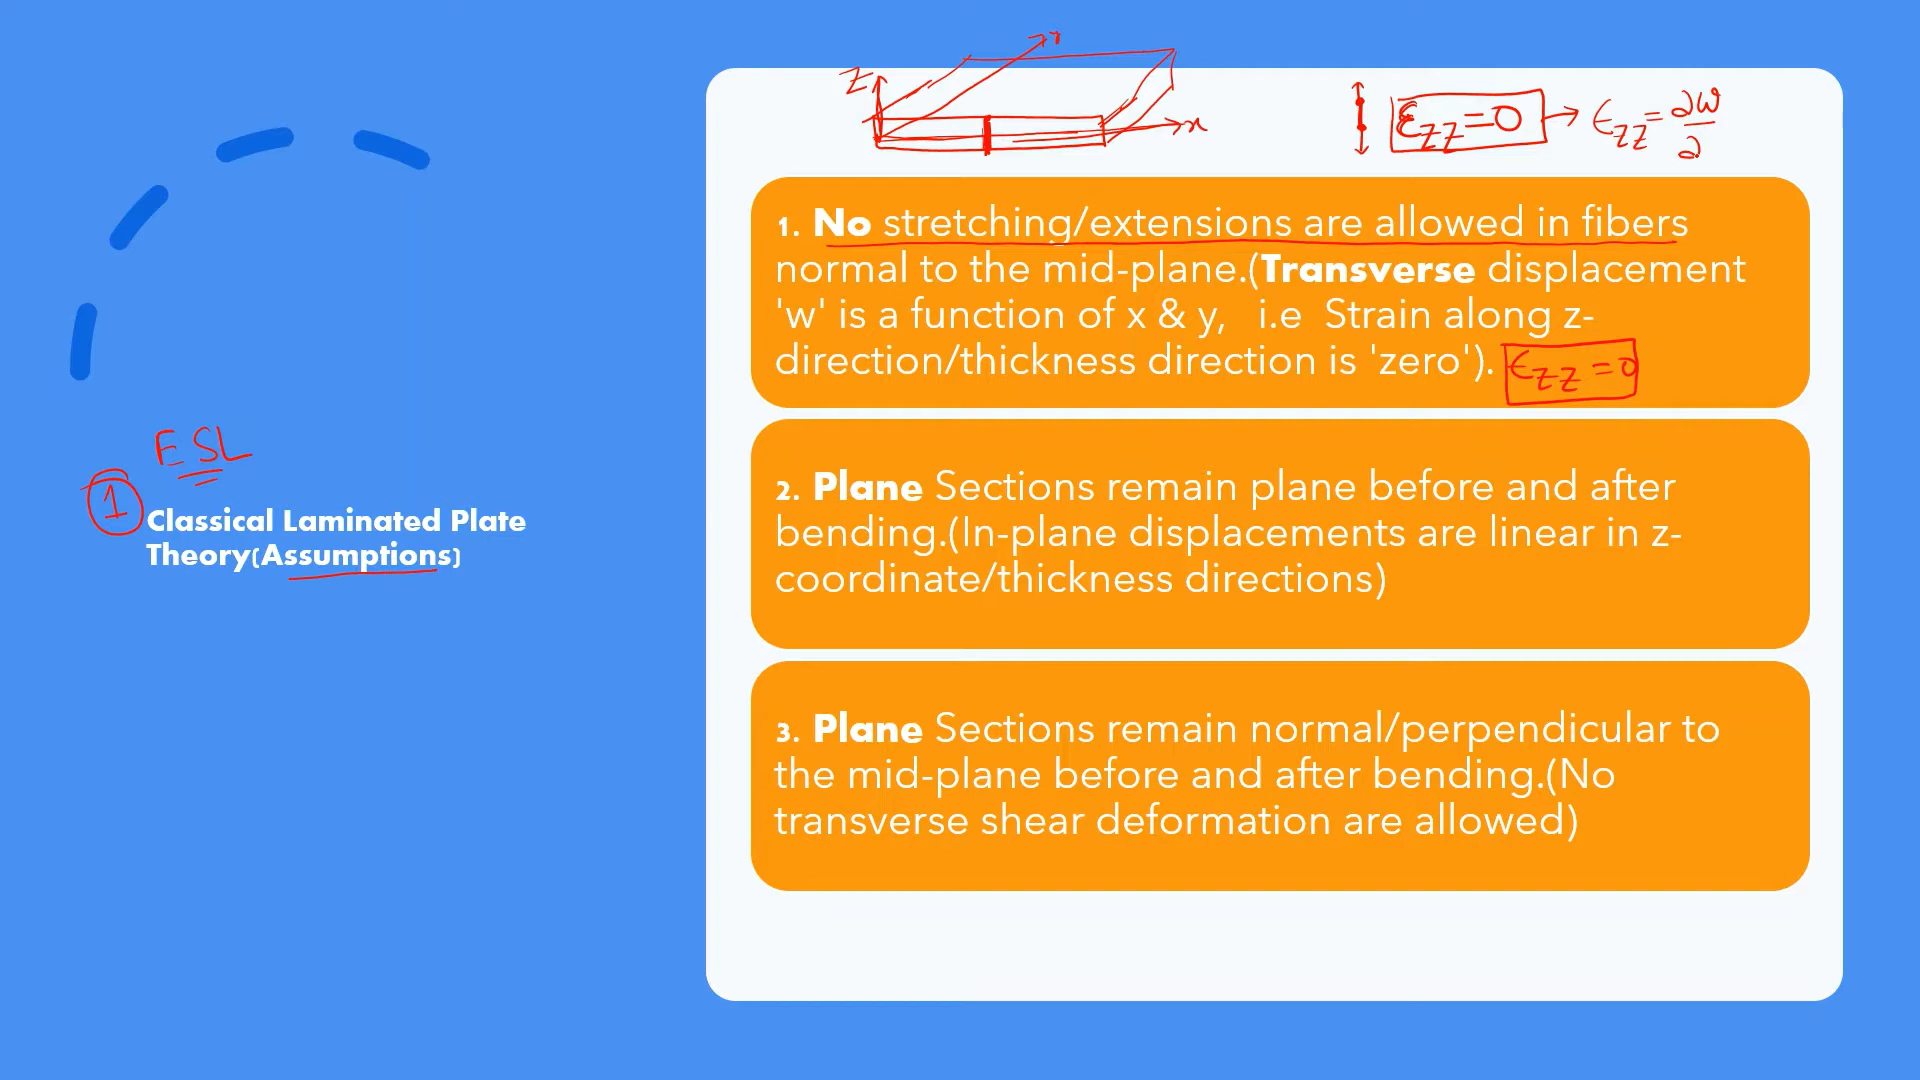 Z
x
ε_zz=0 → ε_zz = ∂w/∂
1. No stretching/extensions are allowed in fibers
normal to the mid-plane.(Transverse displacement
'w' is a function of x & y,   i.e  Strain along z-
direction/thickness direction is 'zero'). ε_zz =0
ESL
1
Classical Laminated Plate
Theory(Assumptions)
2. Plane Sections remain plane before and after
bending.(In-plane displacements are linear in z-
coordinate/thickness directions)
3. Plane Sections remain normal/perpendicular to
the mid-plane before and after bending.(No
transverse shear deformation are allowed)